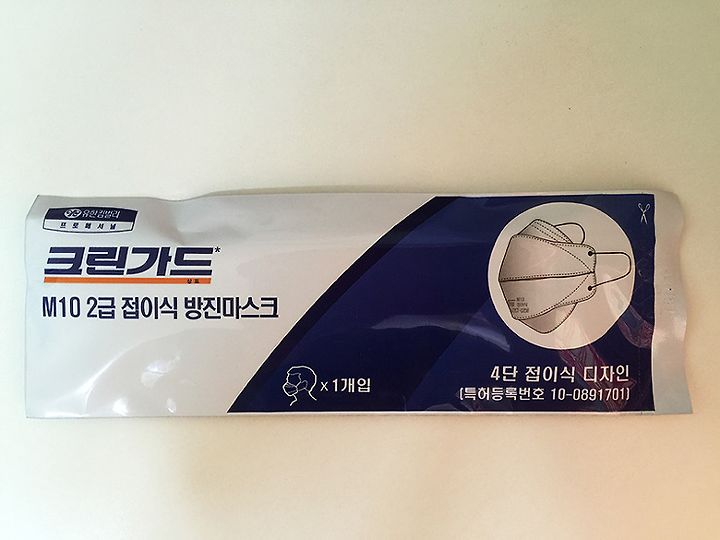 유한킴벌리
프로페셔널
크린가드*
상표
M10 2급 접이식 방진마스크
x 1개입
4단 접이식 디자인
(특허등록번호 10-0891701)